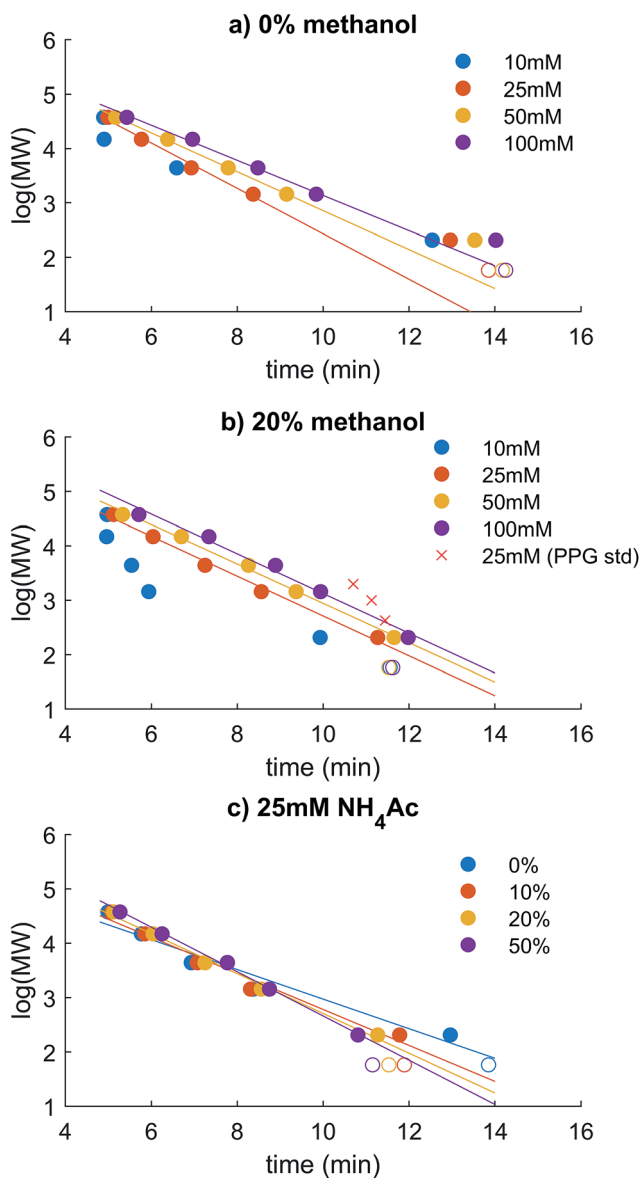 a) 0% methanol
6
5
4
3
2
1
log(MW)
10mM
25mM
50mM
100mM
4 6 8 10 12 14 16
time (min)
b) 20% methanol
6
5
4
3
2
1
log(MW)
10mM
25mM
50mM
100mM
25mM (PPG std)
4 6 8 10 12 14 16
time (min)
c) 25mM NH₄Ac
6
5
4
3
2
1
log(MW)
0%
10%
20%
50%
4 6 8 10 12 14 16
time (min)